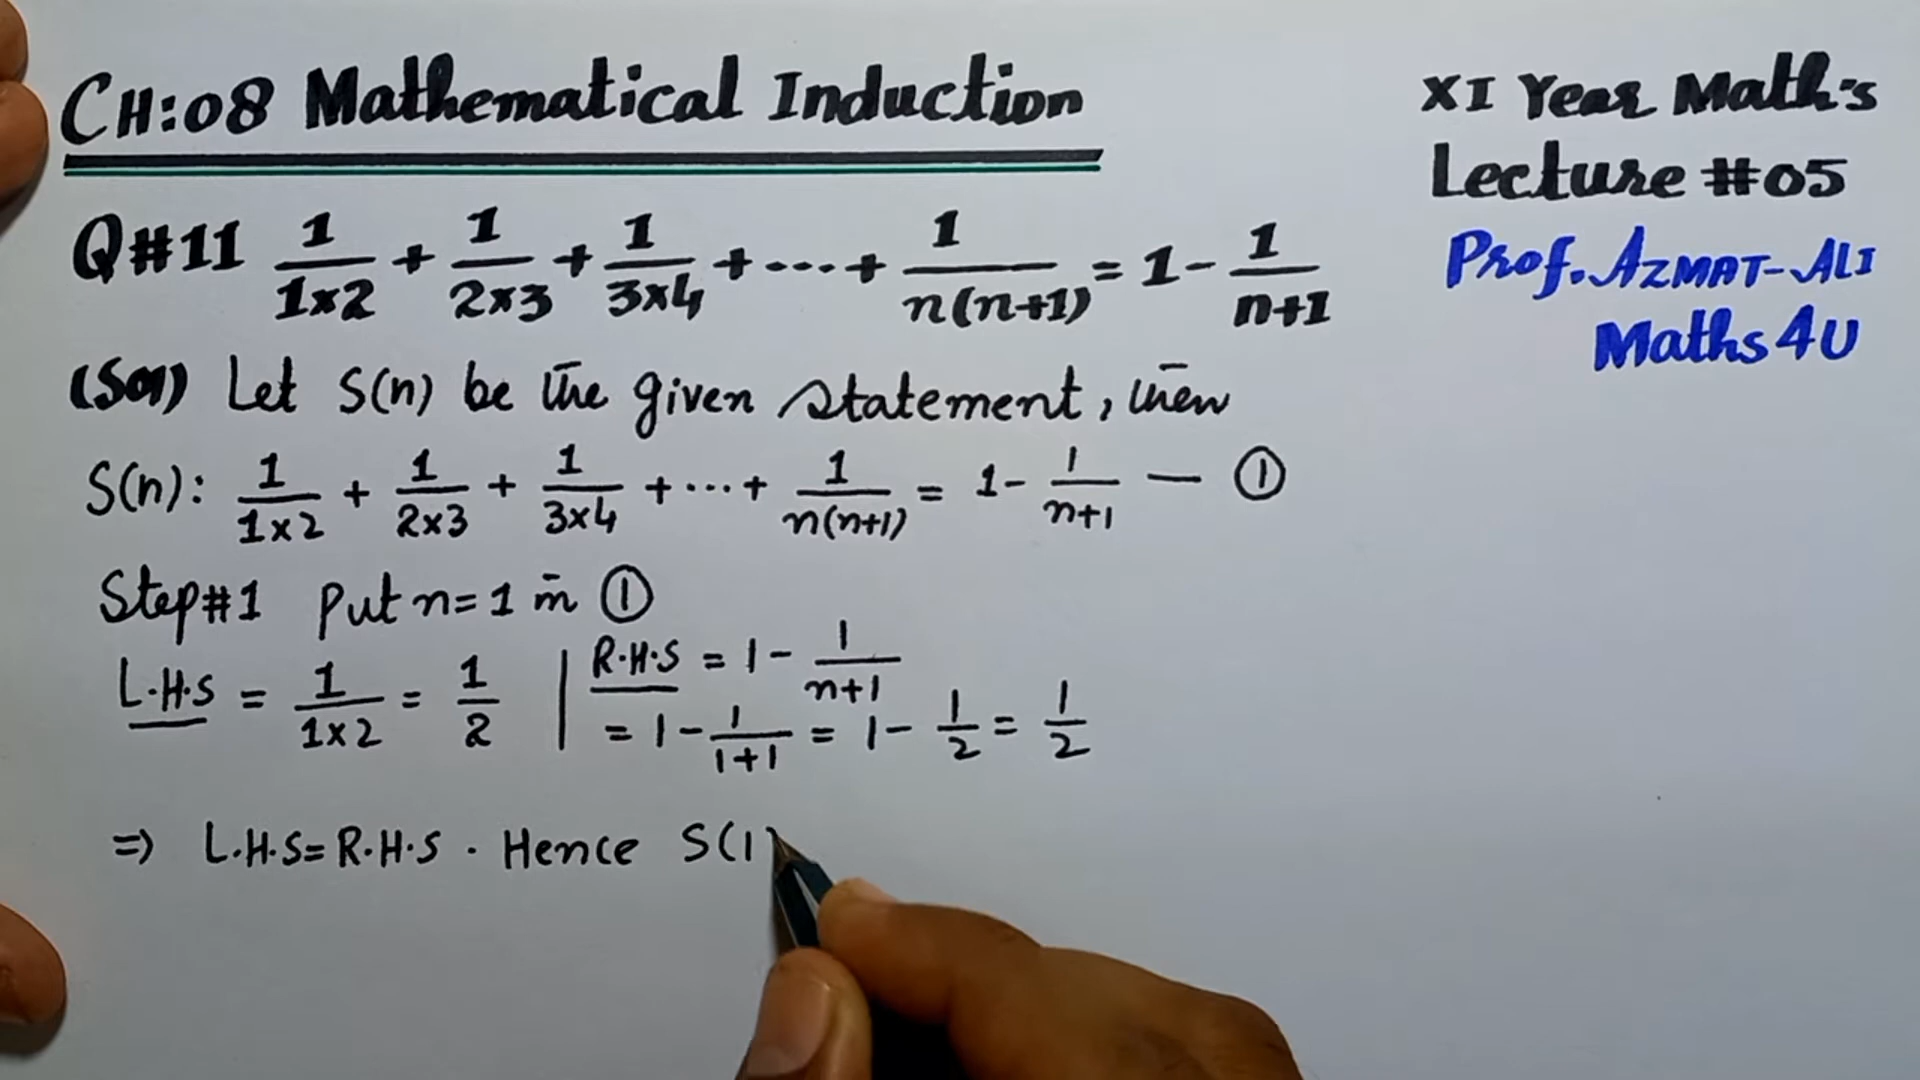 CH:08 Mathematical Induction
XI Year Math's
Lecture #05
Prof. AZMAT-ALI
Maths 4U
Q#11 1/(1×2) + 1/(2×3) + 1/(3×4) + ... + 1/(n(n+1)) = 1 - 1/(n+1)
(Sol) Let S(n) be the given statement, then
S(n): 1/(1×2) + 1/(2×3) + 1/(3×4) + ... + 1/(n(n+1)) = 1 - 1/(n+1) — ①
Step#1 Put n=1 in ①
L.H.S = 1/(1×2) = 1/2 | R.H.S = 1 - 1/(n+1)
= 1 - 1/(1+1) = 1 - 1/2 = 1/2
⇒ L.H.S = R.H.S . Hence S(1)